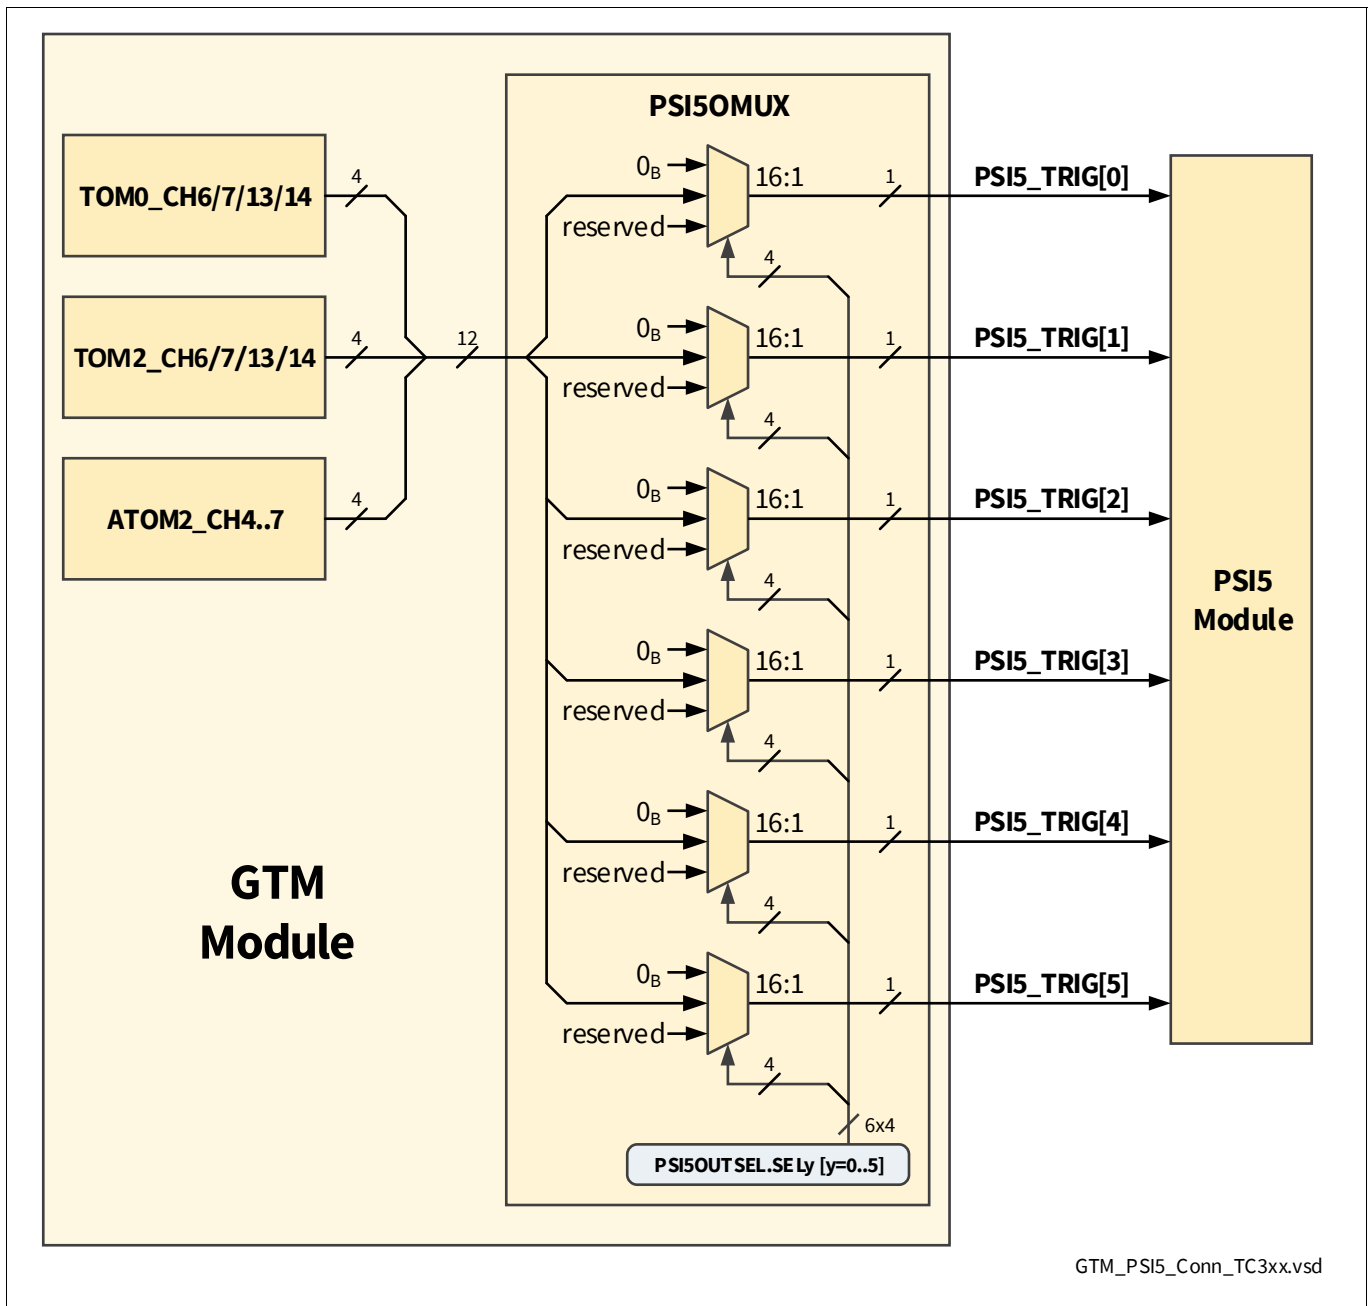 PSI5OMUX
TOM0_CH6/7/13/14
4
0B
reserved
16:1
4
1
PSI5_TRIG[0]
TOM2_CH6/7/13/14
4
12
0B
reserved
16:1
4
1
PSI5_TRIG[1]
ATOM2_CH4..7
4
0B
reserved
16:1
4
1
PSI5_TRIG[2]
0B
reserved
16:1
4
1
PSI5_TRIG[3]
0B
reserved
16:1
4
1
PSI5_TRIG[4]
0B
reserved
16:1
4
1
PSI5_TRIG[5]
PSI5
Module
GTM
Module
6x4
PSI5OUTSEL.SELy [y=0..5]
GTM_PSI5_Conn_TC3xx.vsd